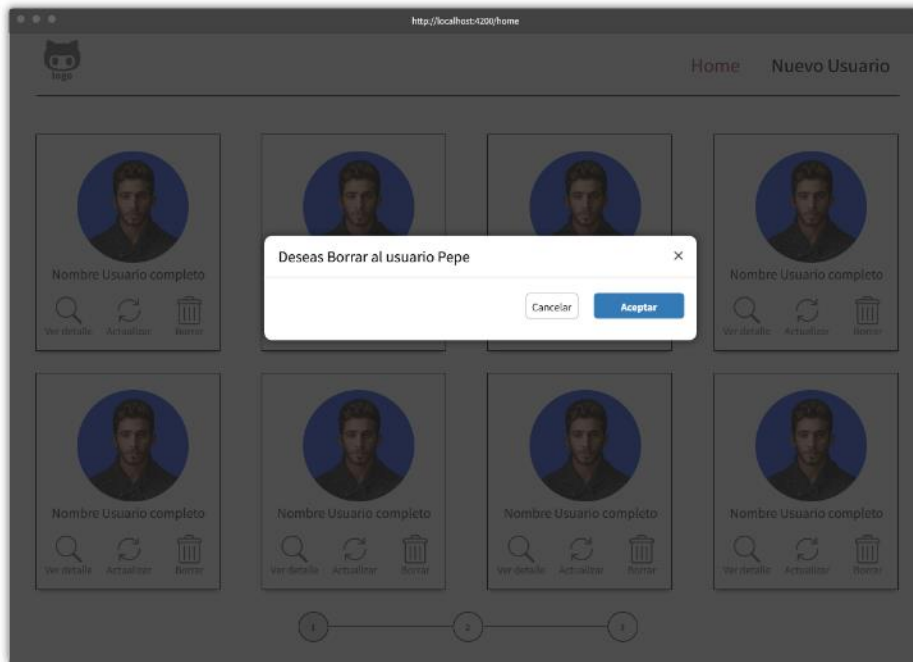 http://localhost:4200/home
logo
Home Nuevo Usuario
Deseas Borrar al usuario Pepe ×
Cancelar Aceptar
Nombre Usuario completo Nombre Usuario completo
Ver detalle Actualizar Borrar Ver detalle Actualizar Borrar
Nombre Usuario completo Nombre Usuario completo Nombre Usuario completo Nombre Usuario completo
Ver detalle Actualizar Borrar Ver detalle Actualizar Borrar Ver detalle Actualizar Borrar Ver detalle Actualizar Borrar
1 2